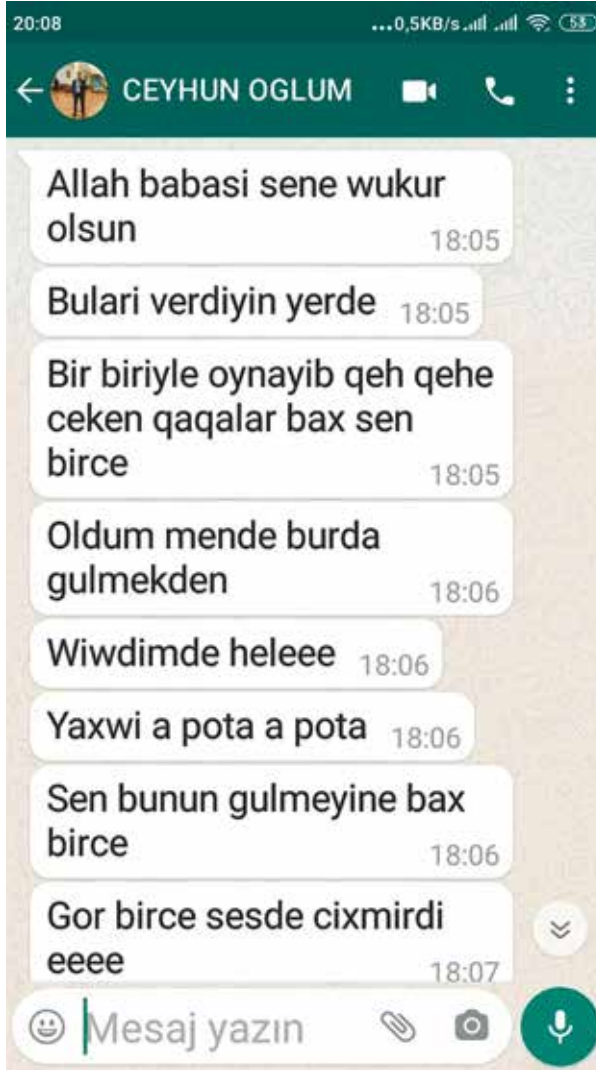 20:08 ...0,5KB/s 53
CEYHUN OGLUM
Allah babasi sene wukur
olsun 18:05
Bulari verdiyin yerde 18:05
Bir biriyle oynayib qeh qehe
ceken qaqalar bax sen
birce 18:05
Oldum mende burda
gulmekden 18:06
Wiwdimde heleee 18:06
Yaxwi a pota a pota 18:06
Sen bunun gulmeyine bax
birce 18:06
Gor birce sesde cixmirdi
eeee 18:07
Mesaj yazın